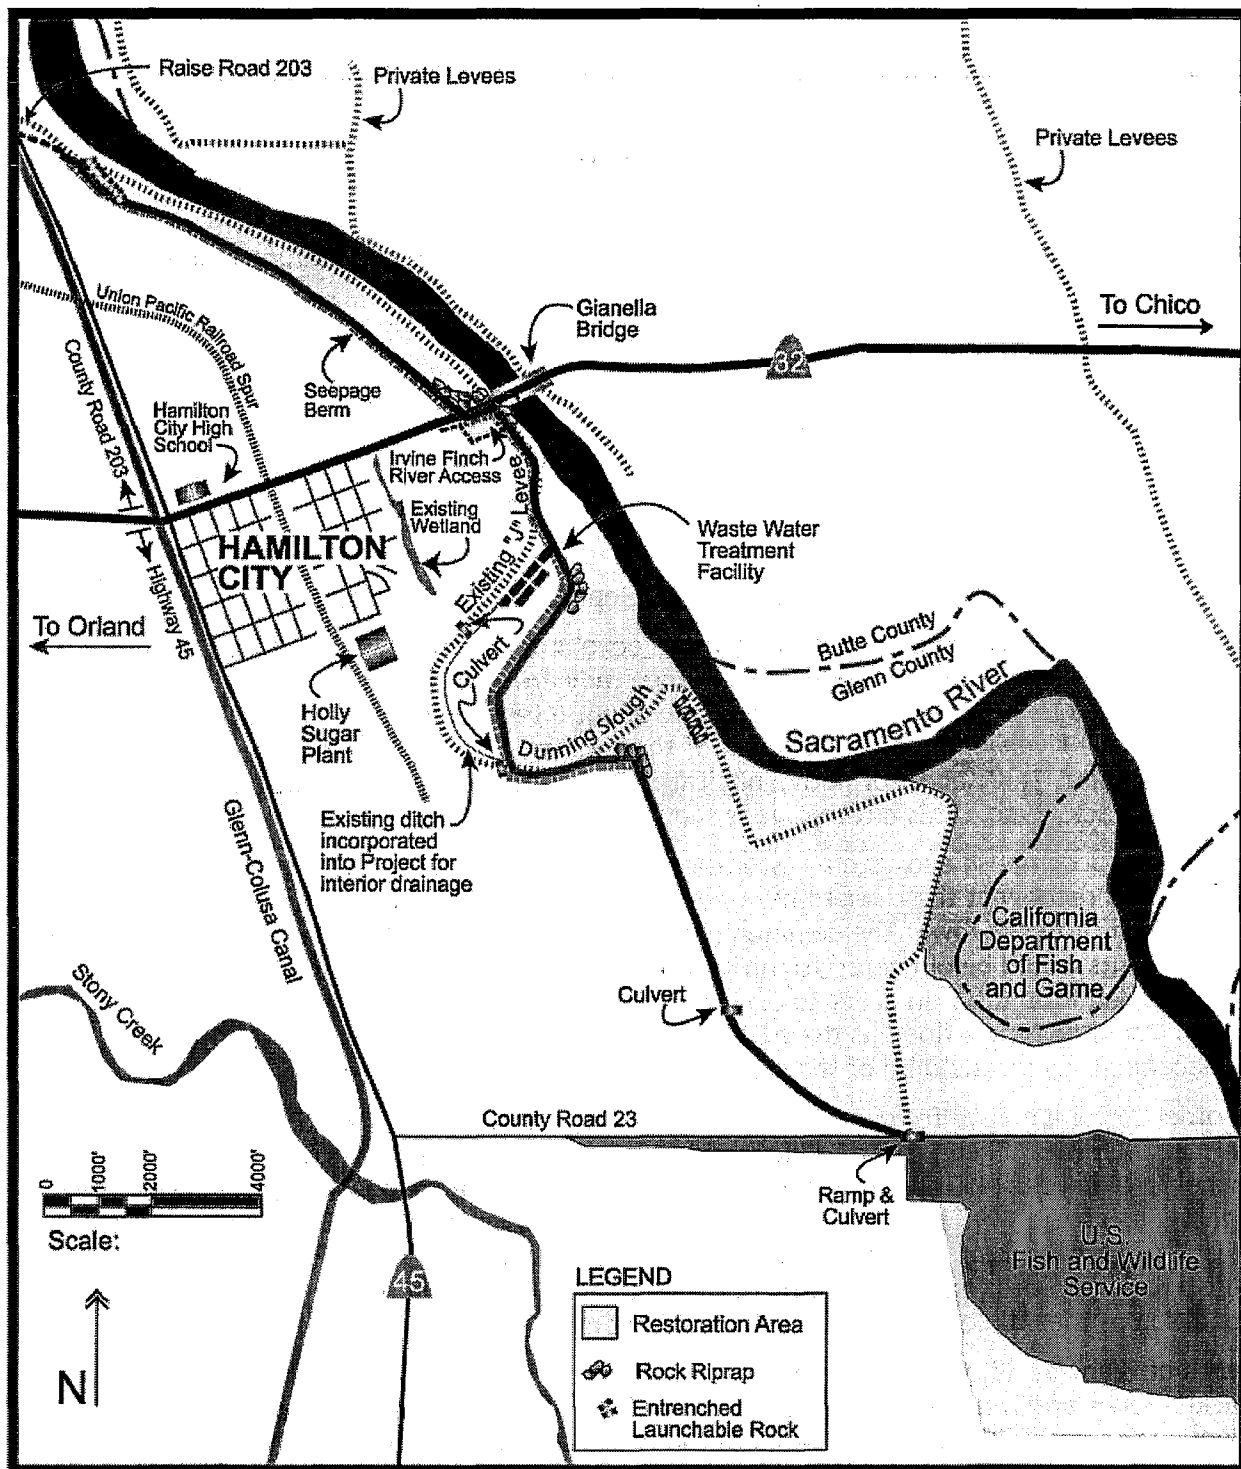 Raise Road 203
Private Levees
Private Levees
To Chico
Gianella
Bridge
32
Union Pacific Railroad Spur
County Road 203
Seepage
Berm
Hamilton
City High
School
Irvine Finch
River Access
Existing
Wetland
Existing "J" Levee
Waste Water
Treatment
Facility
HAMILTON
CITY
Highway 45
To Orland
Culvert
Butte County
Glenn County
Sacramento River
Holly
Sugar
Plant
Dunning Slough
Existing ditch
incorporated
into Project for
interior drainage
Glenn-Colusa Canal
California
Department
of Fish
and Game
Stony Creek
Culvert
County Road 23
Ramp &
Culvert
0 1000' 2000' 4000'
Scale:
U.S.
Fish and Wildlife
Service
45
N
LEGEND
Restoration Area
Rock Riprap
Entrenched
Launchable Rock